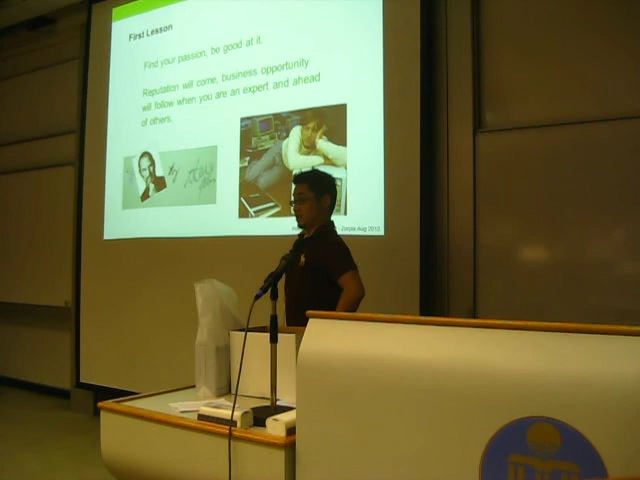 First Lesson
Find your passion, be good at it.
Reputation will come, business opportunity
will follow when you are an expert and ahead
of others.
- Zorpia Aug 2010